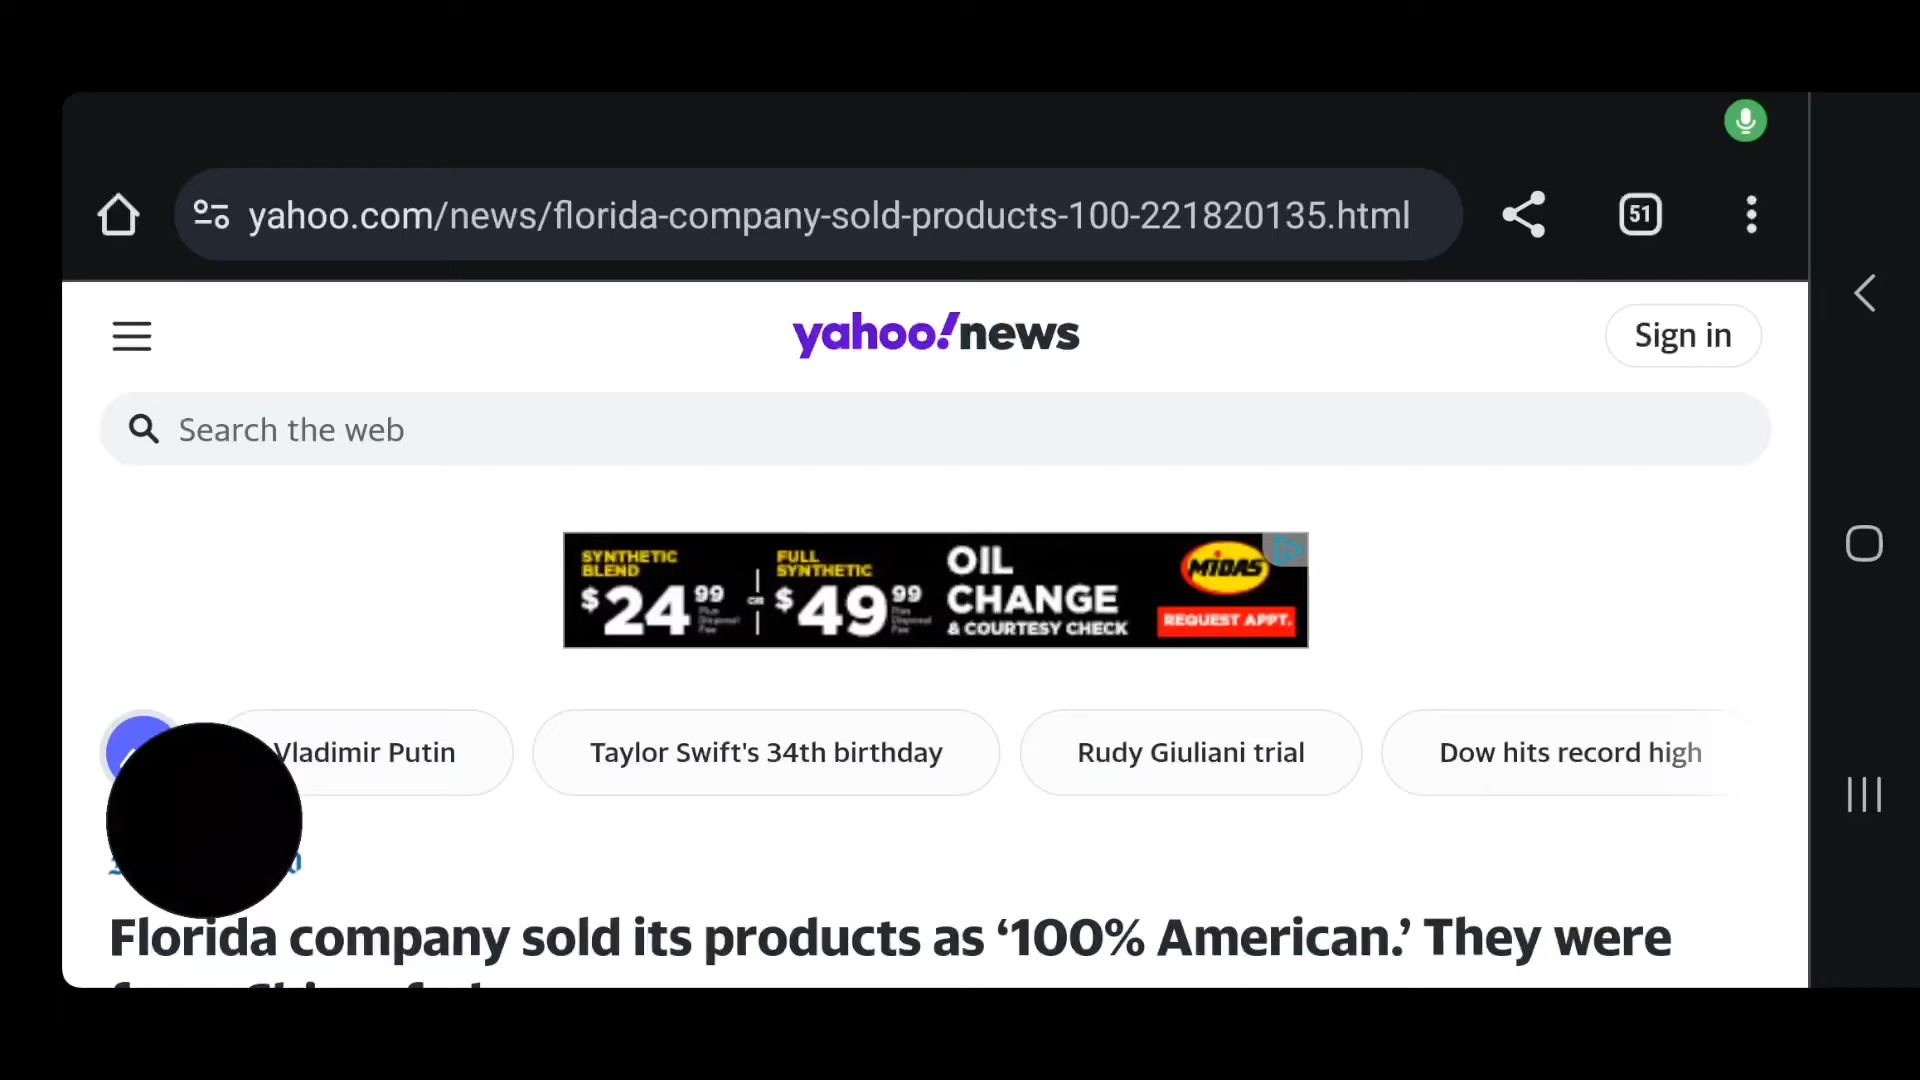 yahoo.com/news/florida-company-sold-products-100-221820135.html
51
yahoo!news
Sign in
Search the web
SYNTHETIC BLEND
$24 99
OR
FULL SYNTHETIC
$49 99
OIL CHANGE
& COURTESY CHECK
MIDAS
REQUEST APPT.
Vladimir Putin
Taylor Swift's 34th birthday
Rudy Giuliani trial
Dow hits record high
Florida company sold its products as ‘100% American.’ They were